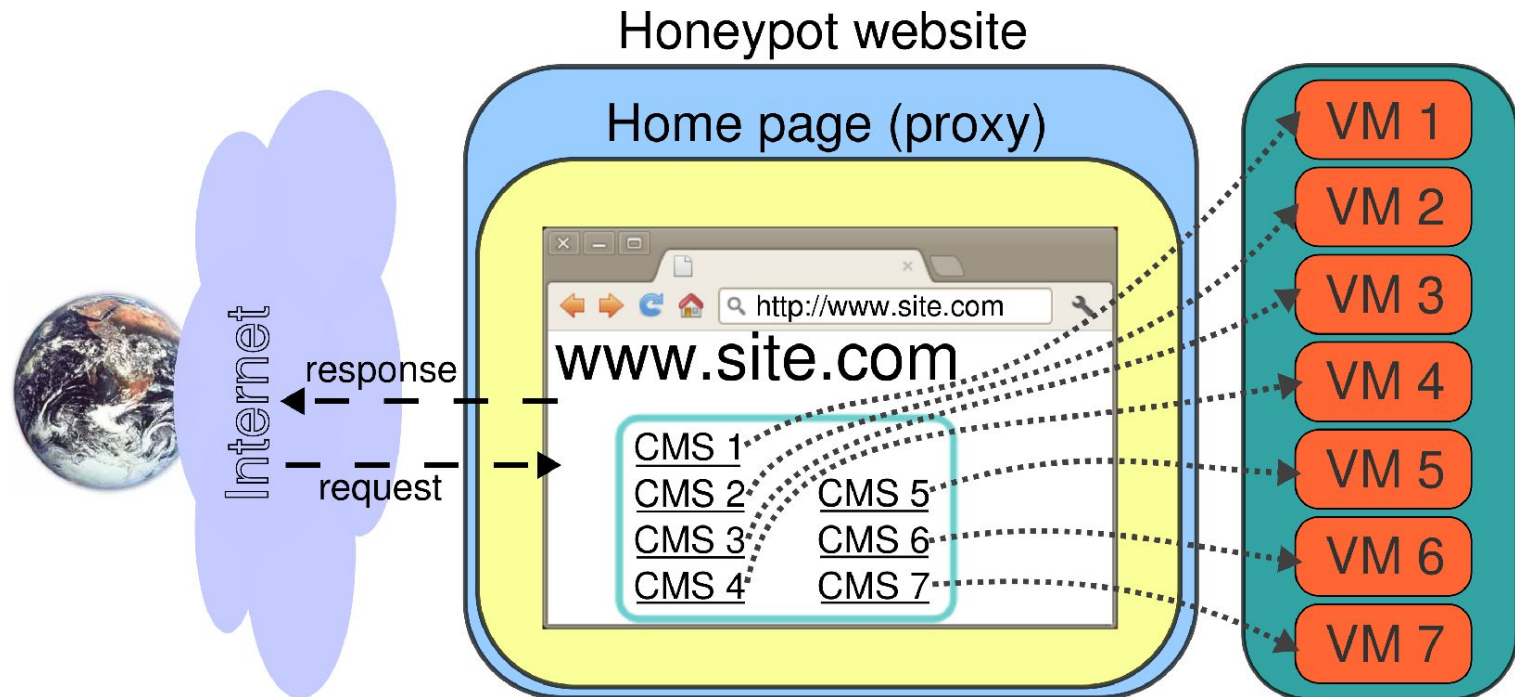 Honeypot website
Home page (proxy)
Internet
response
request
http://www.site.com
www.site.com
CMS 1
CMS 2
CMS 3
CMS 4
CMS 5
CMS 6
CMS 7
VM 1
VM 2
VM 3
VM 4
VM 5
VM 6
VM 7